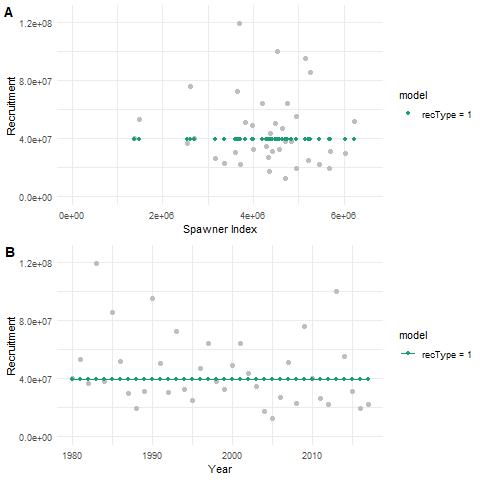 A
1.2e+08
8.0e+07
4.0e+07
0.0e+00
Recruitment
0e+00 2e+06 4e+06 6e+06
Spawner Index
model
recType = 1
B
1.2e+08
8.0e+07
4.0e+07
0.0e+00
Recruitment
1980 1990 2000 2010
Year
model
recType = 1